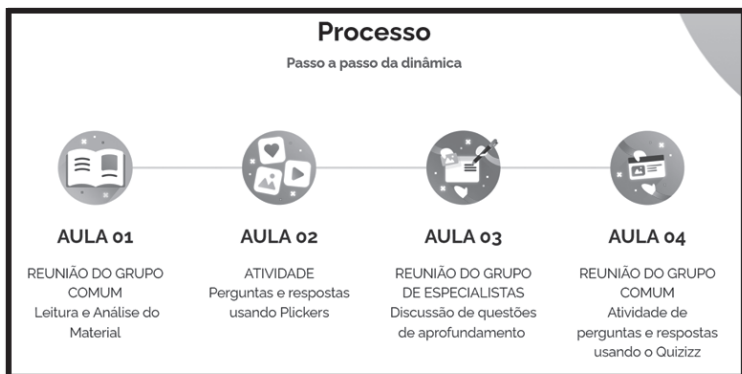 Processo
Passo a passo da dinâmica
AULA 01
REUNIÃO DO GRUPO
COMUM
Leitura e Análise do
Material
AULA 02
ATIVIDADE
Perguntas e respostas
usando Plickers
AULA 03
REUNIÃO DO GRUPO
DE ESPECIALISTAS
Discussão de questões
de aprofundamento
AULA 04
REUNIÃO DO GRUPO
COMUM
Atividade de
perguntas e respostas
usando o Quizizz